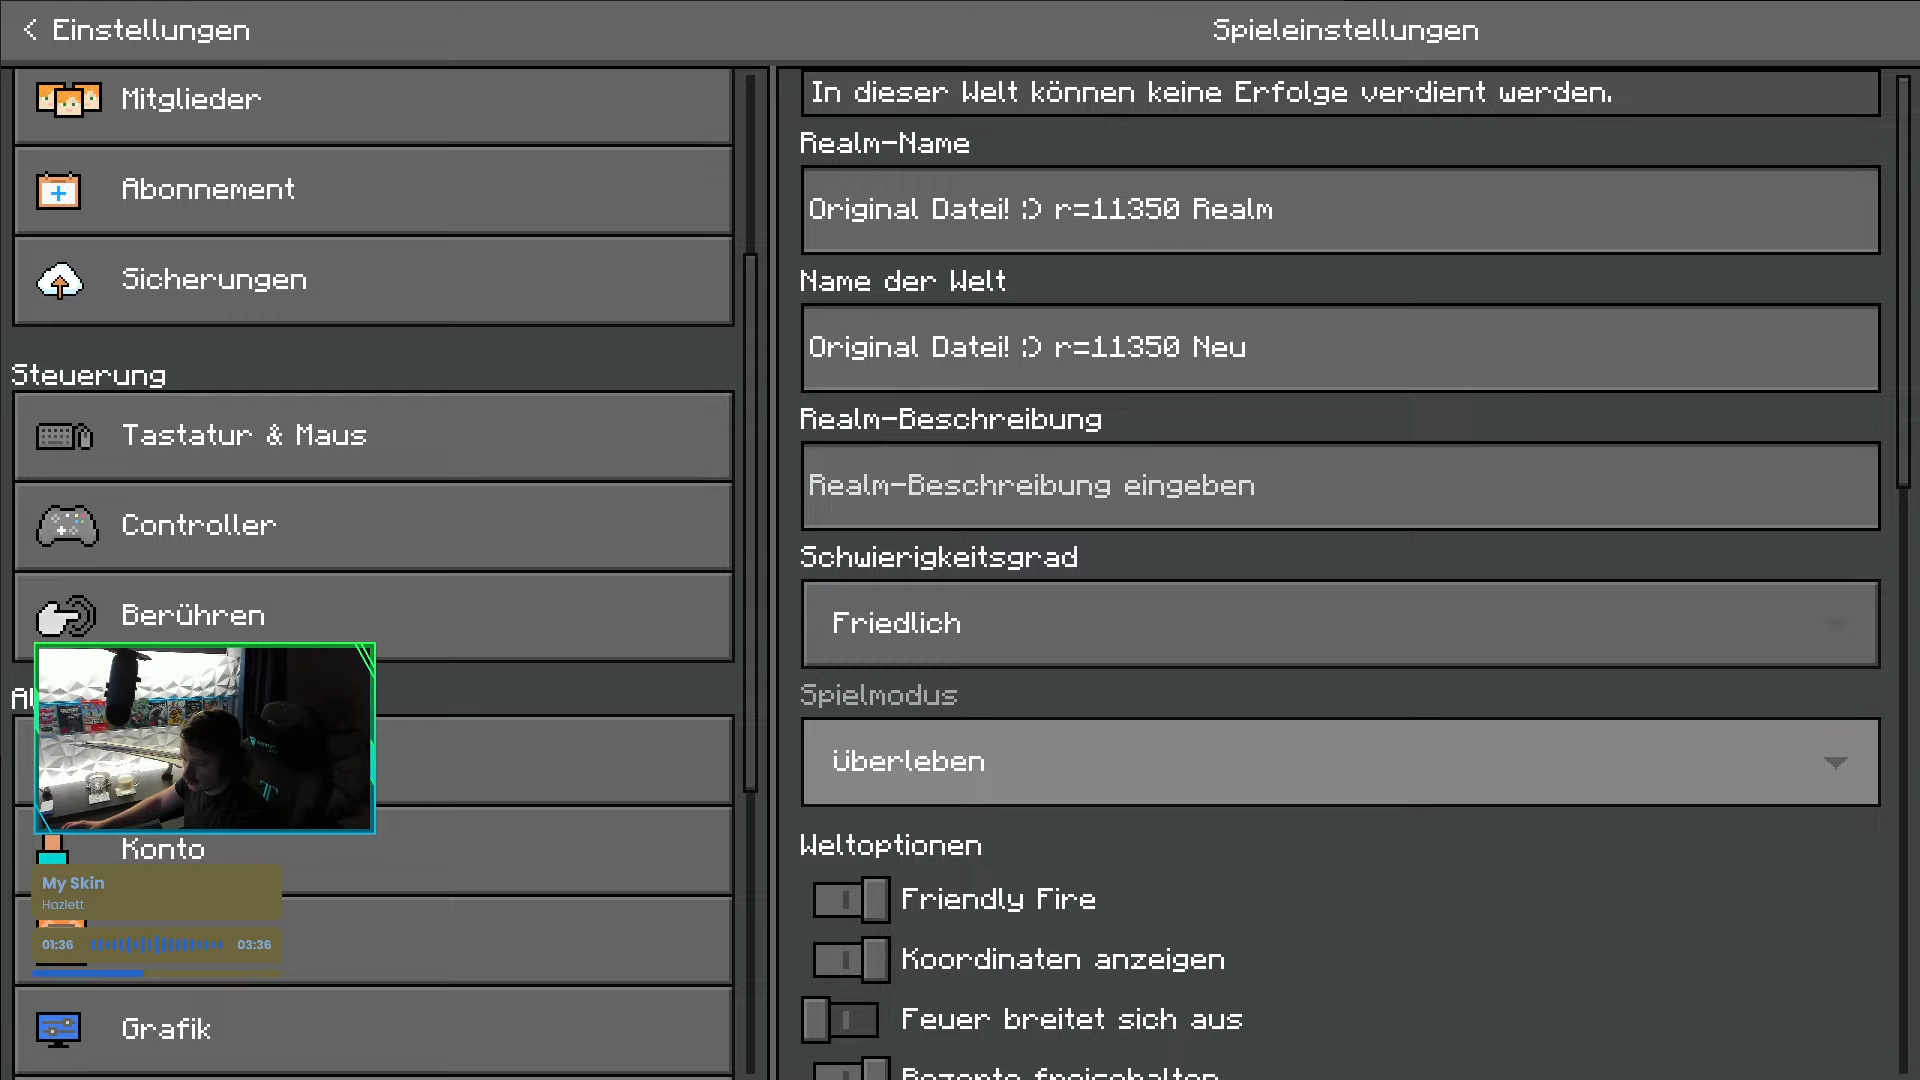 Einstellungen
Spieleinstellungen
Mitglieder
Abonnement
Sicherungen
Steuerung
Tastatur & Maus
Controller
Berühren
Konto
My Skin
Hazlett
01:36
03:36
Grafik
In dieser Welt können keine Erfolge verdient werden.
Realm-Name
Original Datei! :) r=11350 Realm
Name der Welt
Original Datei! :) r=11350 Neu
Realm-Beschreibung
Realm-Beschreibung eingeben
Schwierigkeitsgrad
Friedlich
Spielmodus
Überleben
Weltoptionen
Friendly Fire
Koordinaten anzeigen
Feuer breitet sich aus
Rezepte freischalten